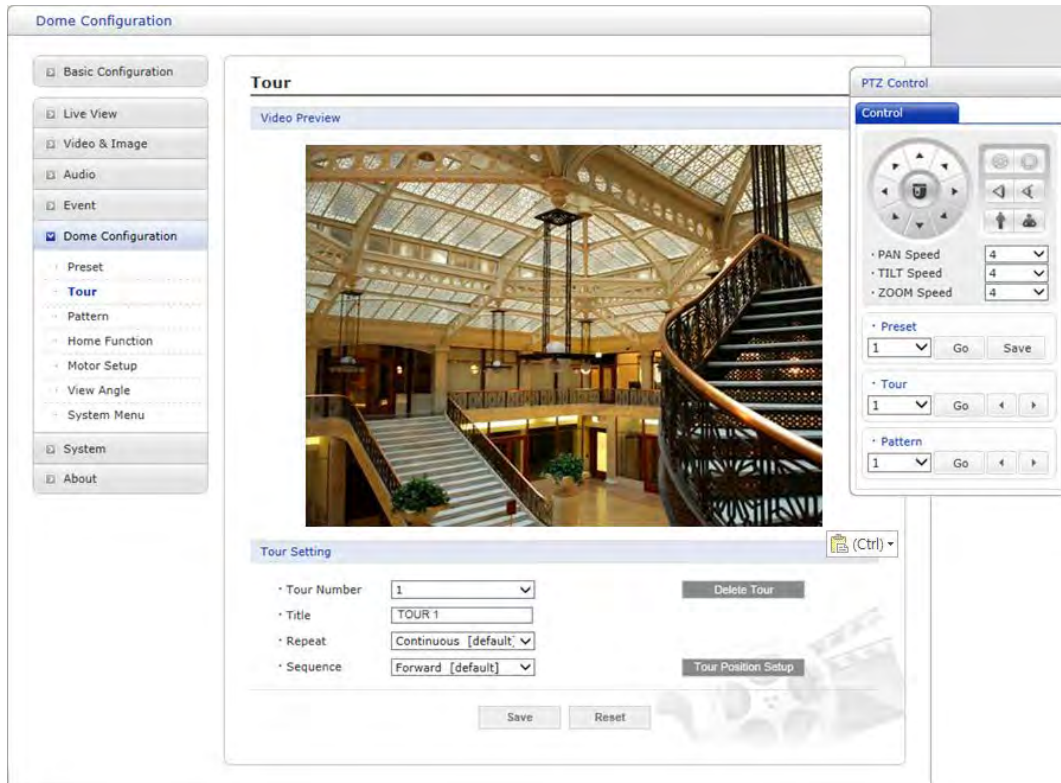 Dome Configuration
Basic Configuration
Live View
Video & Image
Audio
Event
Dome Configuration
Preset
Tour
Pattern
Home Function
Motor Setup
View Angle
System Menu
System
About
Tour
Video Preview
Tour Setting
Tour Number 1 Delete Tour
Title TOUR 1
Repeat Continuous [default]
Sequence Forward [default] Tour Position Setup
Save Reset
(Ctrl)
PTZ Control
Control
PAN Speed 4
TILT Speed 4
ZOOM Speed 4
Preset
1 Go Save
Tour
1 Go
Pattern
1 Go